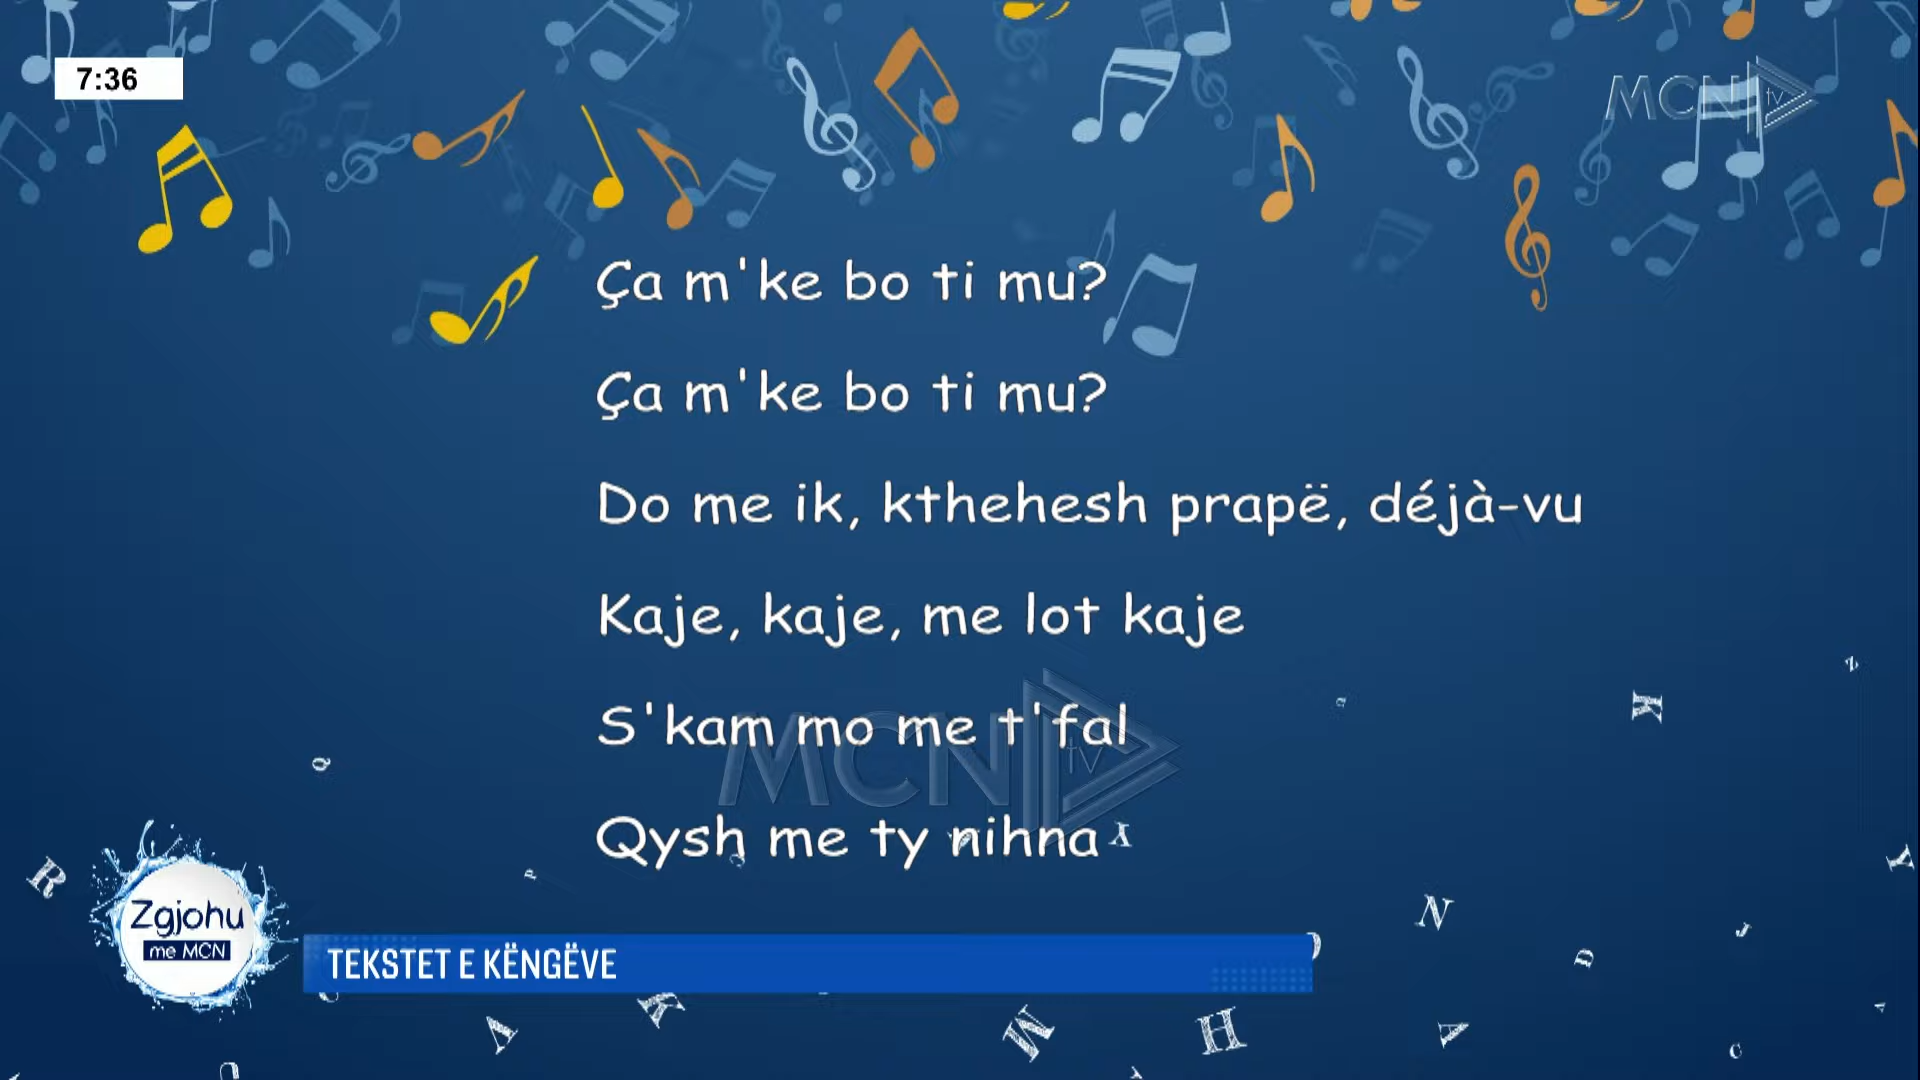 7:36
MCN tv
Ça m'ke bo ti mu?
Ça m'ke bo ti mu?
Do me ik, kthehesh prapë, déjà-vu
Kaje, kaje, me lot kaje
S'kam mo me t'fal
MCN tv
Qysh me ty nihna
Zgjohu
me MCN
TEKSTET E KËNGËVE